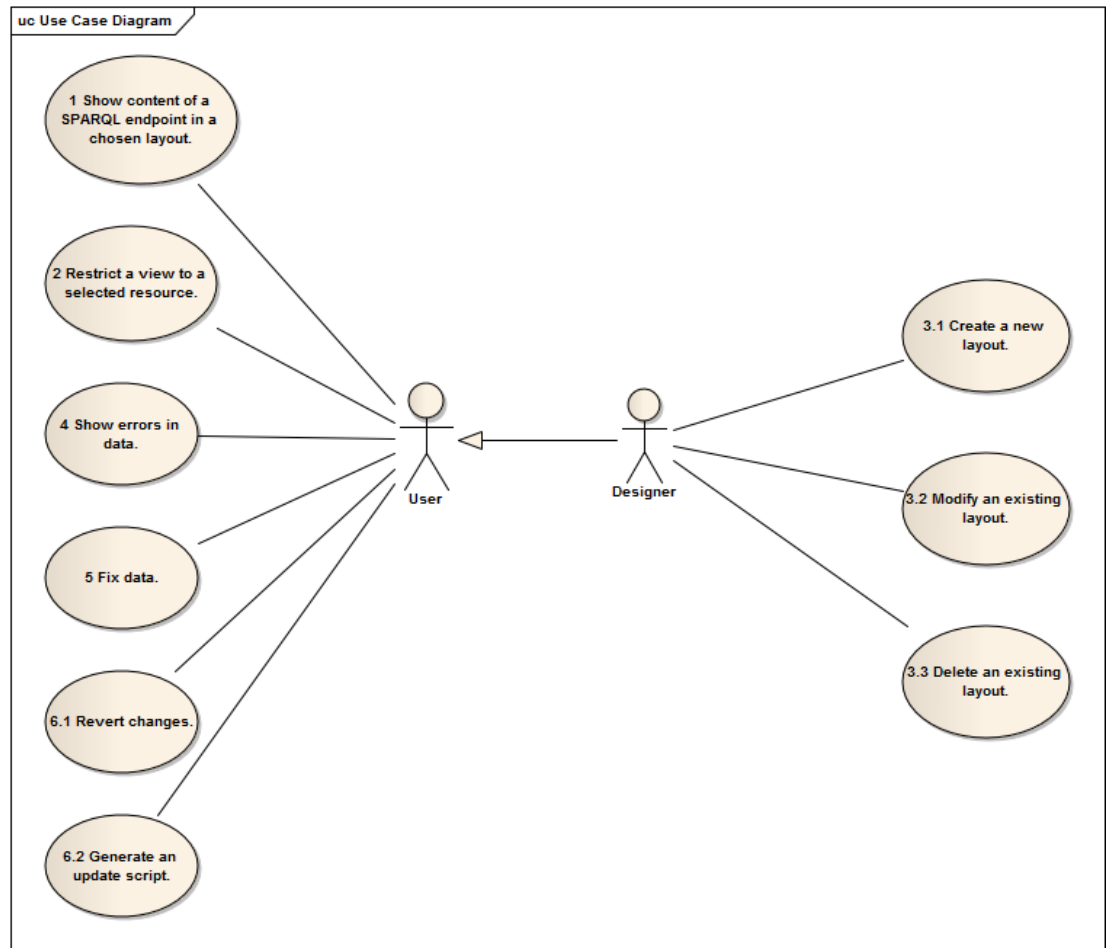 uc Use Case Diagram
1 Show content of a
SPARQL endpoint in a
chosen layout.
2 Restrict a view to a
selected resource.
4 Show errors in
data.
5 Fix data.
6.1 Revert changes.
6.2 Generate an
update script.
User
Designer
3.1 Create a new
layout.
3.2 Modify an existing
layout.
3.3 Delete an existing
layout.